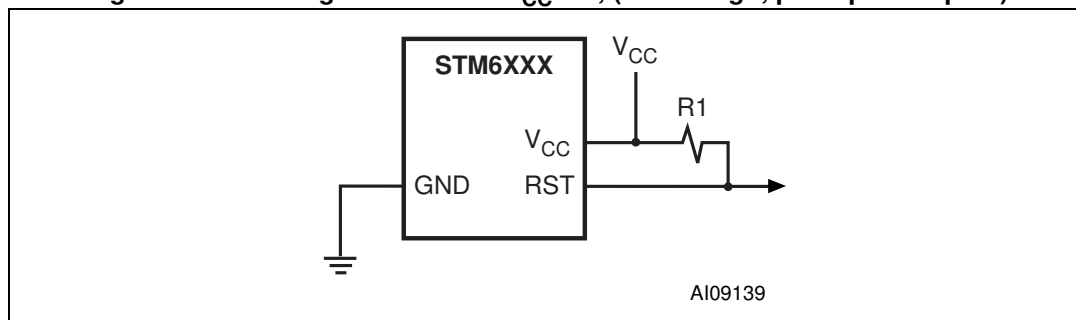 STM6XXX
VCC
R1
VCC
GND
RST
AI09139